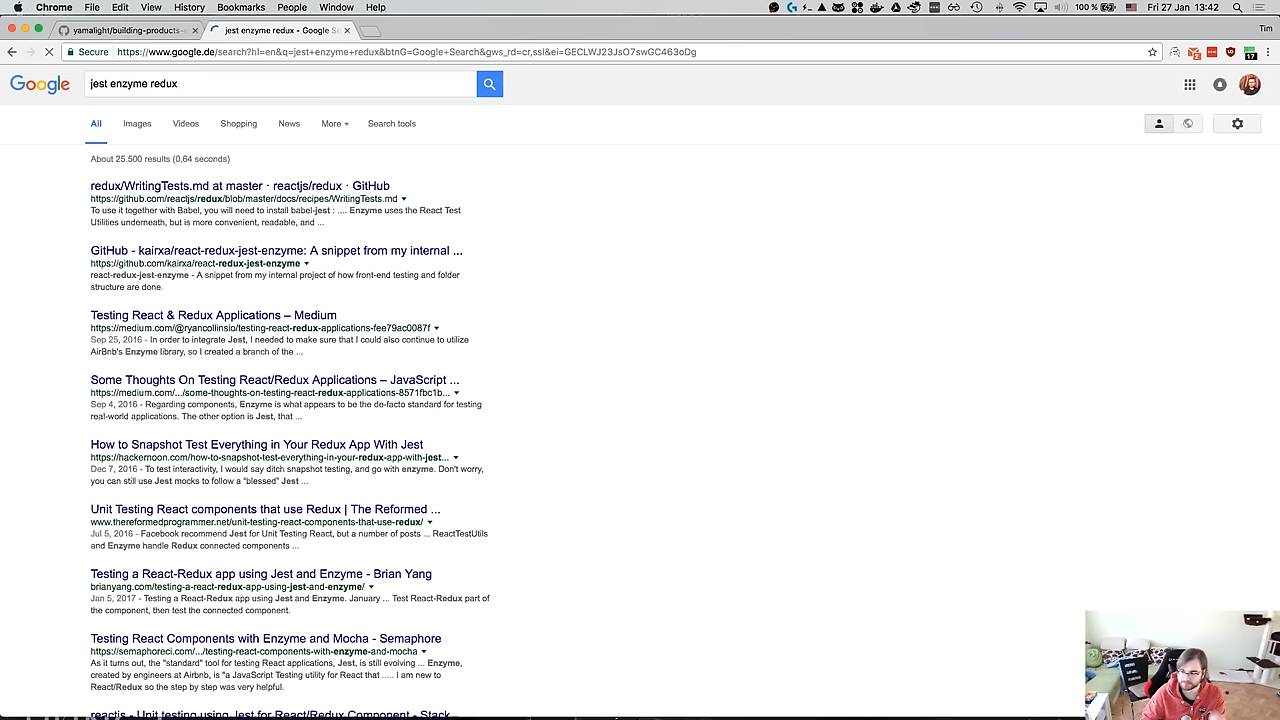 Chrome File Edit View History Bookmarks People Window Help 100 % Fri 27 Jan 13:42
yamalight/building-products- jest enzyme redux - Google Se Tim
Secure https://www.google.de/search?hl=en&q=jest+enzyme+redux&btnG=Google+Search&gws_rd=cr,ssl&ei=GECLWJ23JsO7swGC463oDg 2 17
Google jest enzyme redux
All Images Videos Shopping News More Search tools
About 25.500 results (0,64 seconds)
redux/WritingTests.md at master · reactjs/redux · GitHub
https://github.com/reactjs/redux/blob/master/docs/recipes/WritingTests.md
To use it together with Babel, you will need to install babel-jest : .... Enzyme uses the React Test
Utilities underneath, but is more convenient, readable, and ...
GitHub - kairxa/react-redux-jest-enzyme: A snippet from my internal ...
https://github.com/kairxa/react-redux-jest-enzyme
react-redux-jest-enzyme - A snippet from my internal project of how front-end testing and folder
structure are done.
Testing React & Redux Applications – Medium
https://medium.com/@ryancollinsio/testing-react-redux-applications-fee79ac0087f
Sep 25, 2016 - In order to integrate Jest, I needed to make sure that I could also continue to utilize
AirBnb's Enzyme library, so I created a branch of the ...
Some Thoughts On Testing React/Redux Applications – JavaScript ...
https://medium.com/.../some-thoughts-on-testing-react-redux-applications-8571fbc1b...
Sep 4, 2016 - Regarding components, Enzyme is what appears to be the de-facto standard for testing
real-world applications. The other option is Jest, that ...
How to Snapshot Test Everything in Your Redux App With Jest
https://hackernoon.com/how-to-snapshot-test-everything-in-your-redux-app-with-jest...
Dec 7, 2016 - To test interactivity, I would say ditch snapshot testing, and go with enzyme. Don't worry,
you can still use Jest mocks to follow a “blessed” Jest ...
Unit Testing React components that use Redux | The Reformed ...
www.thereformedprogrammer.net/unit-testing-react-components-that-use-redux/
Jul 5, 2016 - Facebook recommend Jest for Unit Testing React, but a number of posts ... ReactTestUtils
and Enzyme handle Redux connected components ...
Testing a React-Redux app using Jest and Enzyme - Brian Yang
brianyang.com/testing-a-react-redux-app-using-jest-and-enzyme/
Jan 5, 2017 - Testing a React-Redux app using Jest and Enzyme. January ... Test React-Redux part of
the component, then test the connected component.
Testing React Components with Enzyme and Mocha - Semaphore
https://semaphoreci.com/.../testing-react-components-with-enzyme-and-mocha
As it turns out, the "standard" tool for testing React applications, Jest, is still evolving ... Enzyme,
created by engineers at Airbnb, is "a JavaScript Testing utility for React that ..... I am new to
React/Redux so the step by step was very helpful.
reactjs - Unit testing using Jest for React/Redux Component - Stack